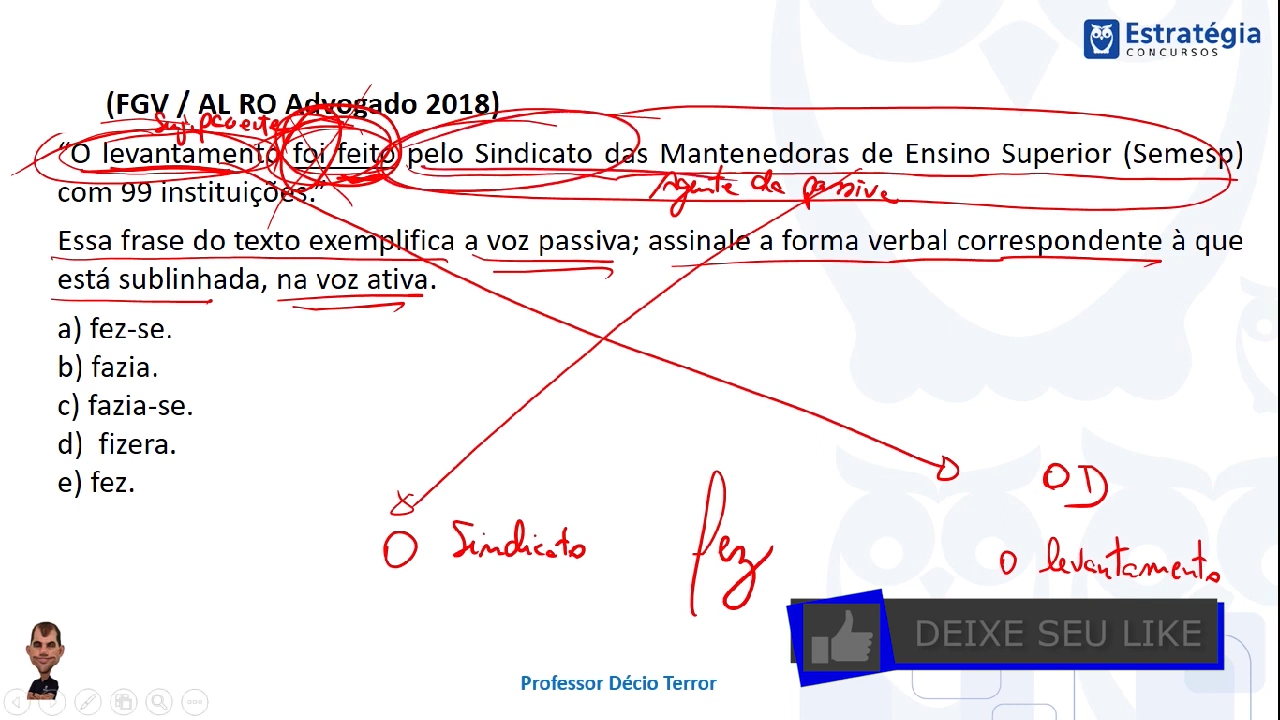 Estratégia
CONCURSOS
(FGV / AL RO Advogado 2018)
Suj. paciente
“O levantamento foi feito pelo Sindicato das Mantenedoras de Ensino Superior (Semesp)
Agente da passiva
com 99 instituições.”
Essa frase do texto exemplifica a voz passiva; assinale a forma verbal correspondente à que
está sublinhada, na voz ativa.
a) fez-se.
b) fazia.
c) fazia-se.
d) fizera.
e) fez.
OD
O Sindicato fez o levantamento
DEIXE SEU LIKE
Professor Décio Terror